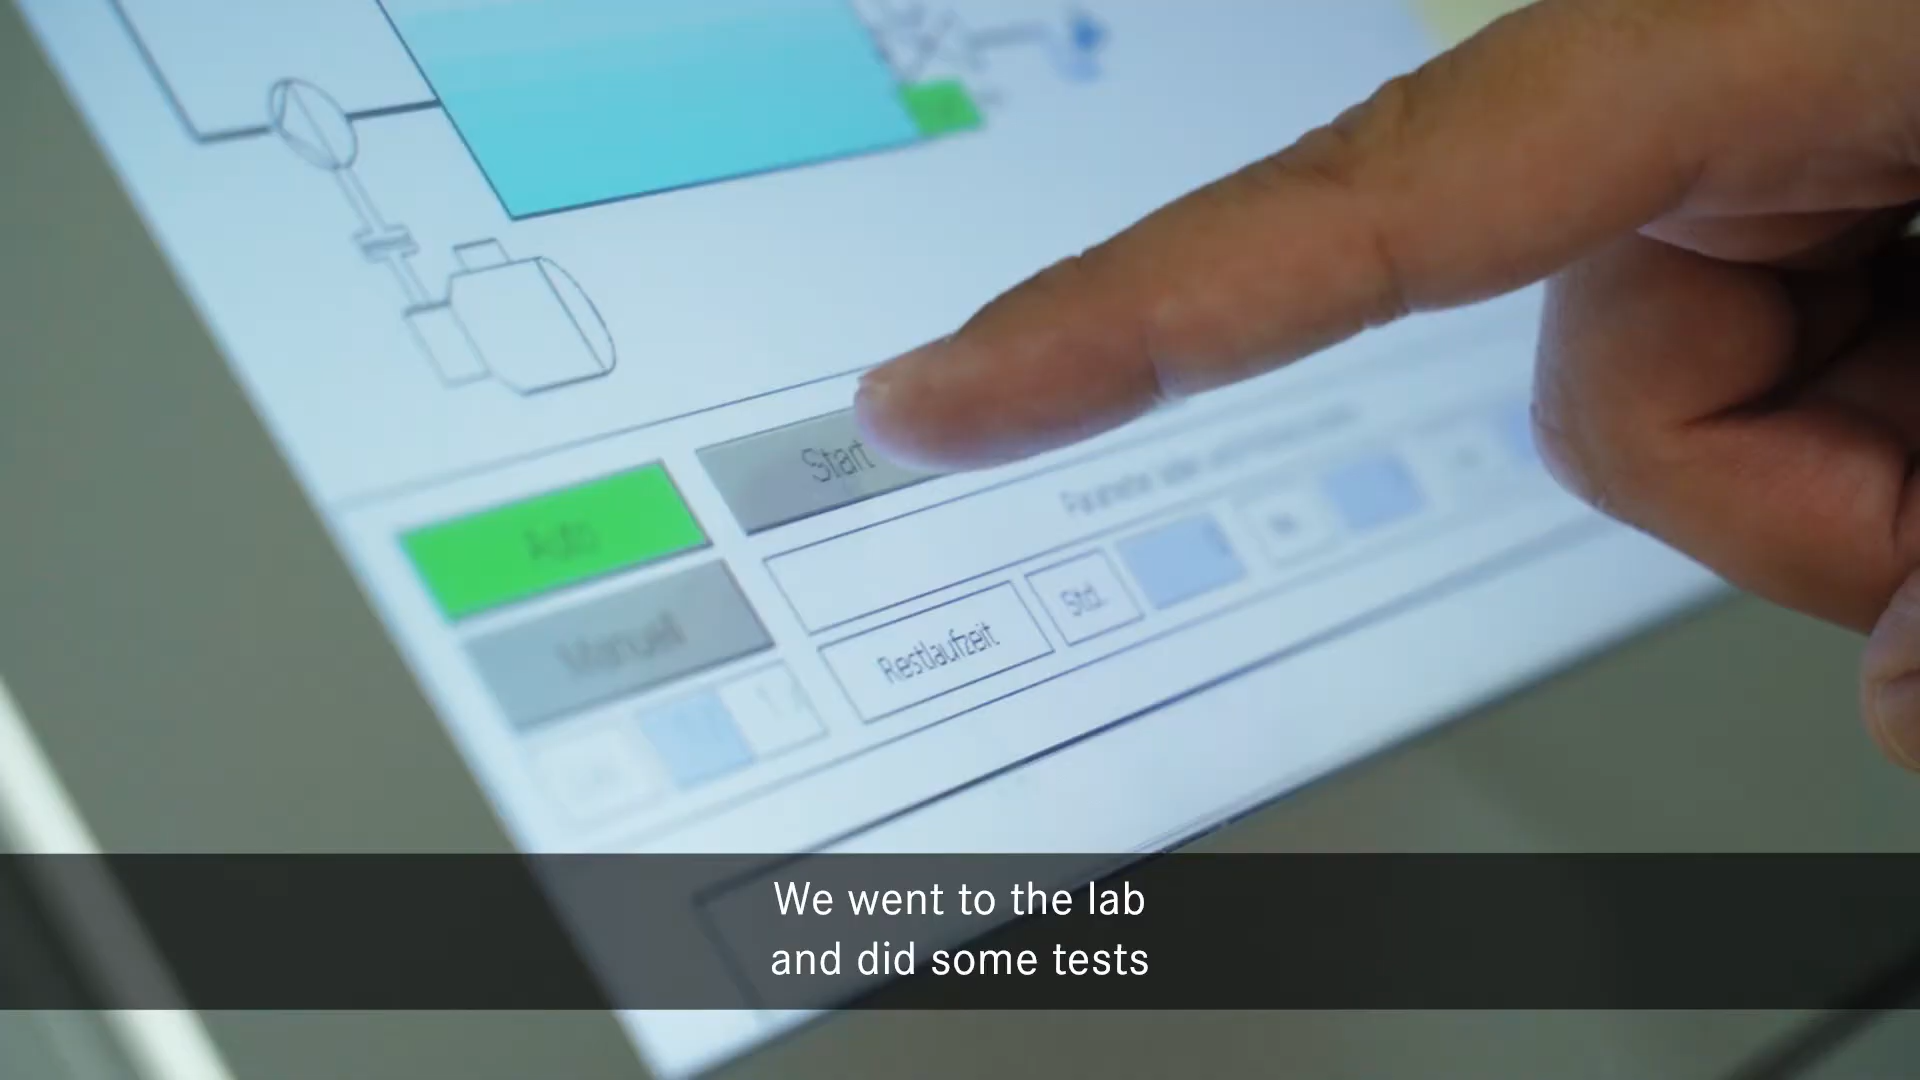 Start
Auto
Manuell
Restlaufzeit
Std.
We went to the lab
and did some tests